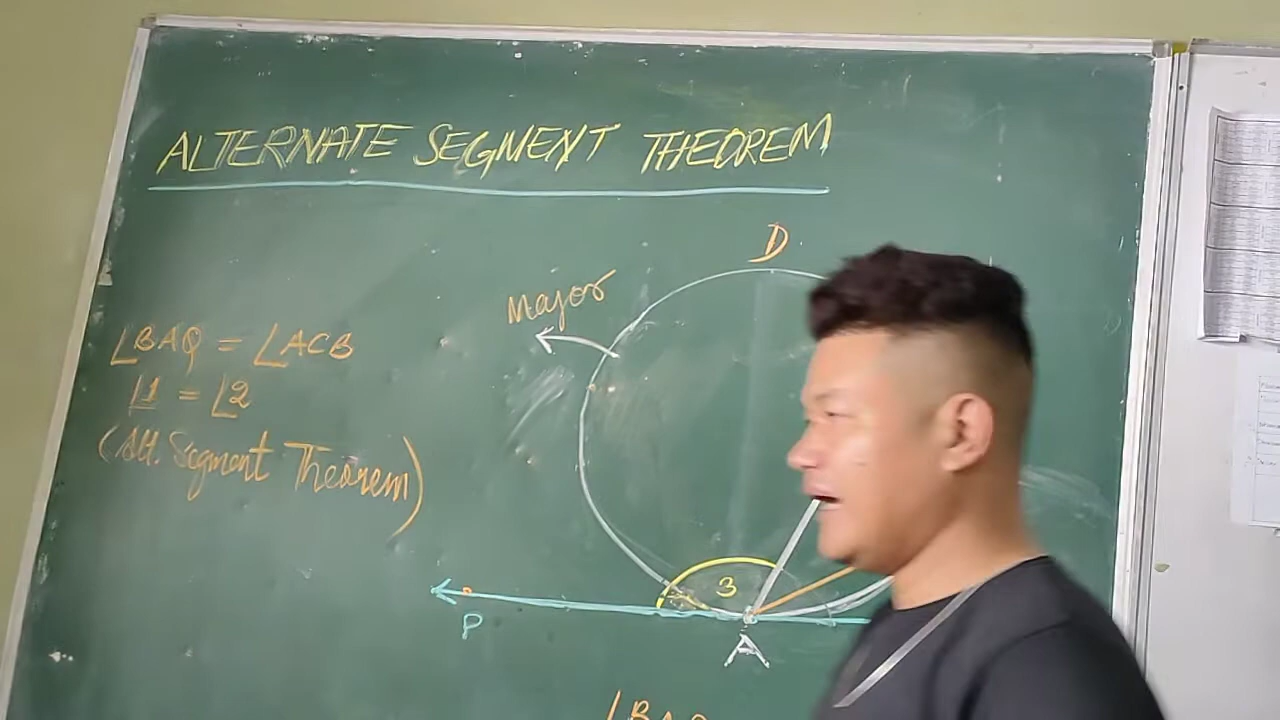 ALTERNATE SEGMENT THEOREM
D
Major
∠BAQ = ∠ACB
∠1 = ∠2
(Alt. Segment Theorem)
3
P
A
∠BAQ